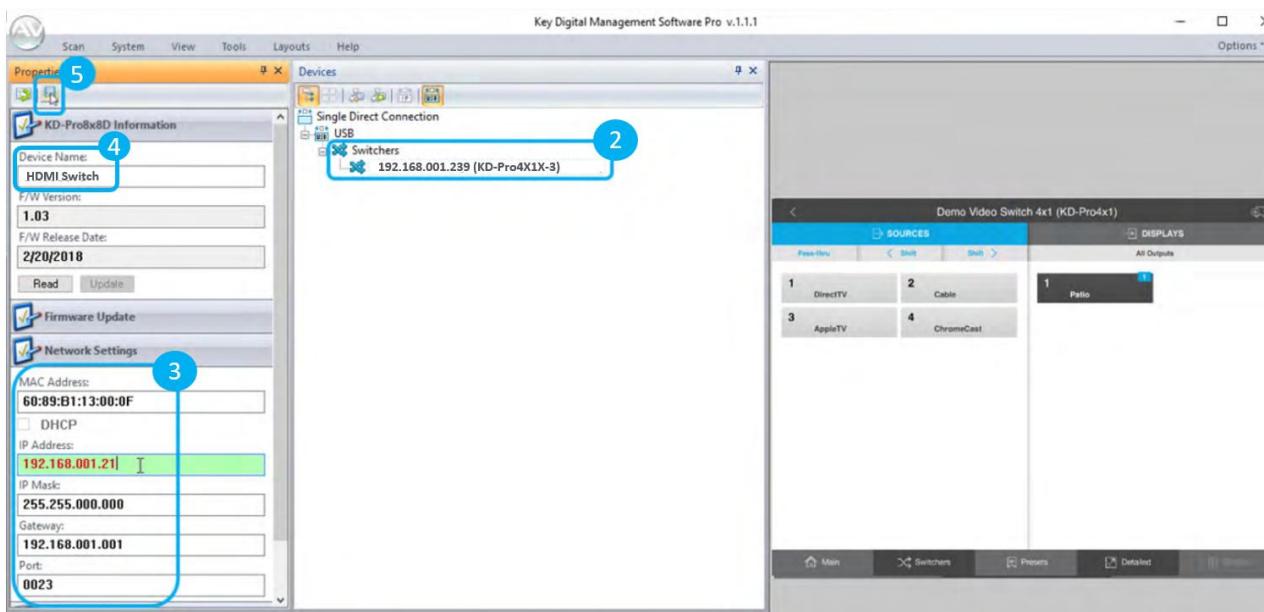 Key Digital Management Software Pro v.1.1.1
Scan System View Tools Layouts Help
Options
Properti
5
KD-Pro8x8D Information
4
Device Name:
HDMI Switch
F/W Version:
1.03
F/W Release Date:
2/20/2018
Read Update
Firmware Update
Network Settings
3
MAC Address:
60:89:B1:13:00:0F
DHCP
IP Address:
192.168.001.21
IP Mask:
255.255.000.000
Gateway:
192.168.001.001
Port:
0023
Devices
Single Direct Connection
USB
2
Switchers
192.168.001.239 (KD-Pro4X1X-3)
Demo Video Switch 4x1 (KD-Pro4x1)
SOURCES
DISPLAYS
Pass-thru < Shift Shift >
All Outputs
1 DirectTV
2 Cable
1 Patio 1
3 AppleTV
4 ChromeCast
Main Switchers Presets Detailed